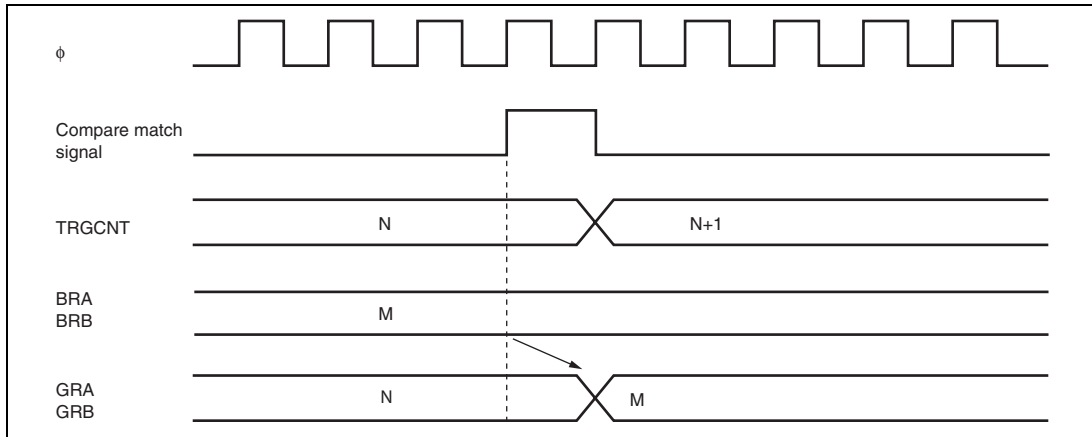 ϕ
Compare match
signal
TRGCNT
N
N+1
BRA
BRB
M
GRA
GRB
N
M